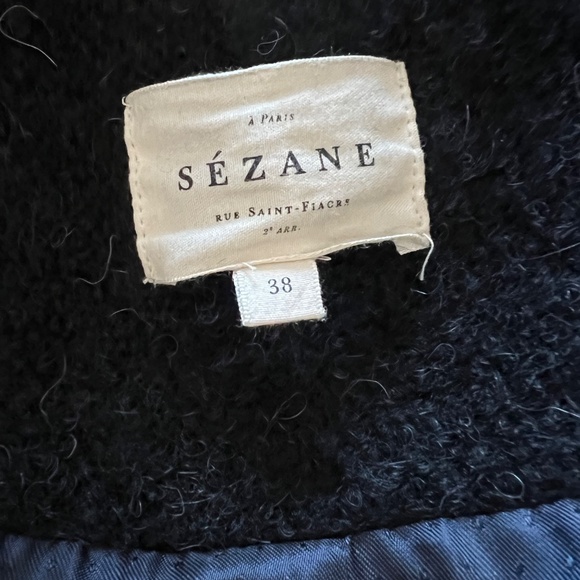 À PARIS
SÉZANE
RUE SAINT-FIACRE
2ᵉ ARR.
38